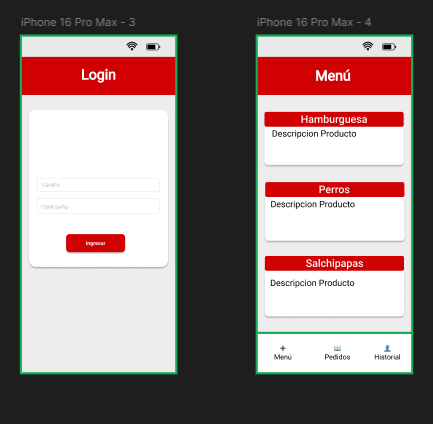 iPhone 16 Pro Max - 3
Login
Usuario
Contraseña
Ingresar
iPhone 16 Pro Max - 4
Menú
Hamburguesa
Descripcion Producto
Perros
Descripcion Producto
Salchipapas
Descripcion Producto
Menú
Pedidos
Historial